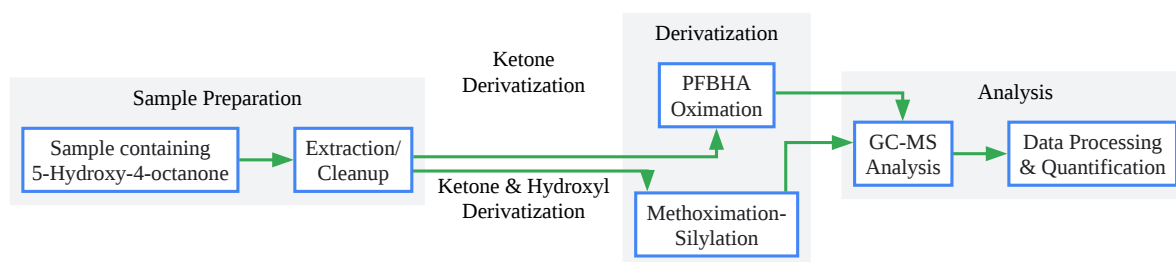 Sample Preparation
Sample containing
5-Hydroxy-4-octanone
Extraction/
Cleanup
Ketone
Derivatization
Ketone & Hydroxyl
Derivatization
Derivatization
PFBHA
Oximation
Methoximation-
Silylation
Analysis
GC-MS
Analysis
Data Processing
& Quantification